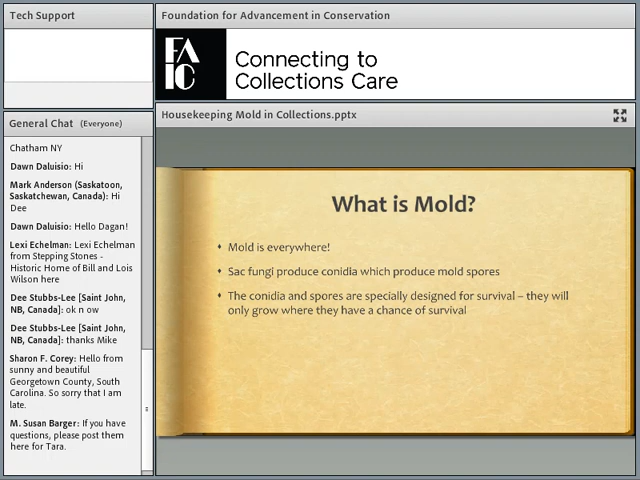 Tech Support
Foundation for Advancement in Conservation
FAIC
Connecting to
Collections Care
General Chat (Everyone)
Chatham NY
Dawn Daluisio: Hi
Mark Anderson (Saskatoon,
Saskatchewan, Canada): Hi
Dee
Dawn Daluisio: Hello Dagan!
Lexi Echelman: Lexi Echelman
from Stepping Stones -
Historic Home of Bill and Lois
Wilson here
Dee Stubbs-Lee [Saint John,
NB, Canada]: ok n ow
Dee Stubbs-Lee [Saint John,
NB, Canada]: thanks Mike
Sharon F. Corey: Hello from
sunny and beautiful
Georgetown County, South
Carolina. So sorry that I am
late.
M. Susan Barger: If you have
questions, please post them
here for Tara.
Housekeeping Mold in Collections.pptx
What is Mold?
Mold is everywhere!
Sac fungi produce conidia which produce mold spores
The conidia and spores are specially designed for survival – they will
only grow where they have a chance of survival